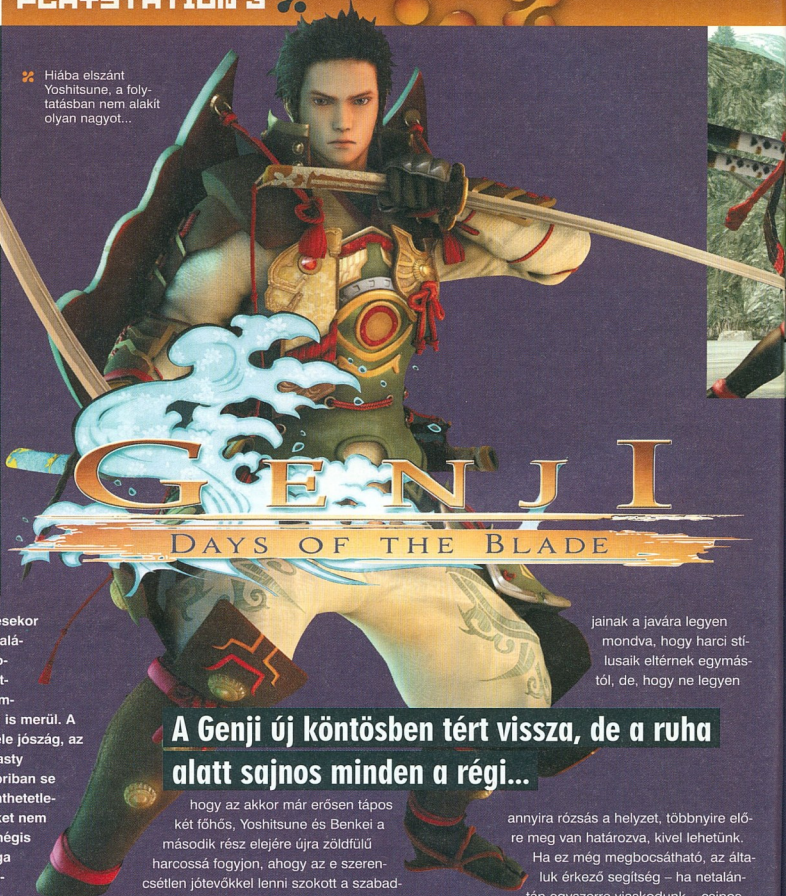 PLAYSTATION 3
Hiába elszánt
Yoshitsune, a foly-
tatásban nem alakít
olyan nagyot...
GENJI
DAYS OF THE BLADE
is merül. A
jószág, az
ket nem
jainak a javára legyen
mondva, hogy harci stí-
lusaik eltérnek egymás-
tól, de, hogy ne legyen
A Genji új köntösben tért vissza, de a ruha
alatt sajnos minden a régi...
hogy az akkor már erősen tápos
két főhős, Yoshitsune és Benkei a
második rész elejére újra zöldfülű
harcossá fogyjon, ahogy az e szeren-
csétlen jótevőkkel lenni szokott a szabad-
annyira rózsás a helyzet, többnyire elő-
re meg van határozva, kivel lehetünk.
Ha ez még megbocsátható, az álta-
luk érkező segítség – ha netalán-